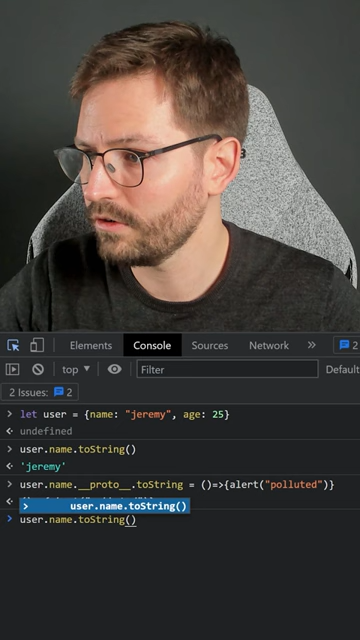 Elements Console Sources Network » 2
top Filter Default
2 Issues: 2
> let user = {name: "jeremy", age: 25}
undefined
> user.name.toString()
'jeremy'
> user.name.__proto__.toString = ()=>{alert("polluted")}
> user.name.toString()
> user.name.toString()